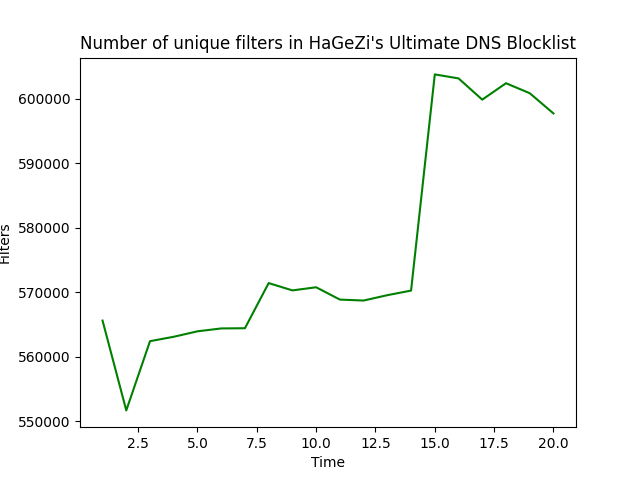 Number of unique filters in HaGeZi's Ultimate DNS Blocklist
600000
590000
580000
570000
560000
550000
Filters
2.5 5.0 7.5 10.0 12.5 15.0 17.5 20.0
Time